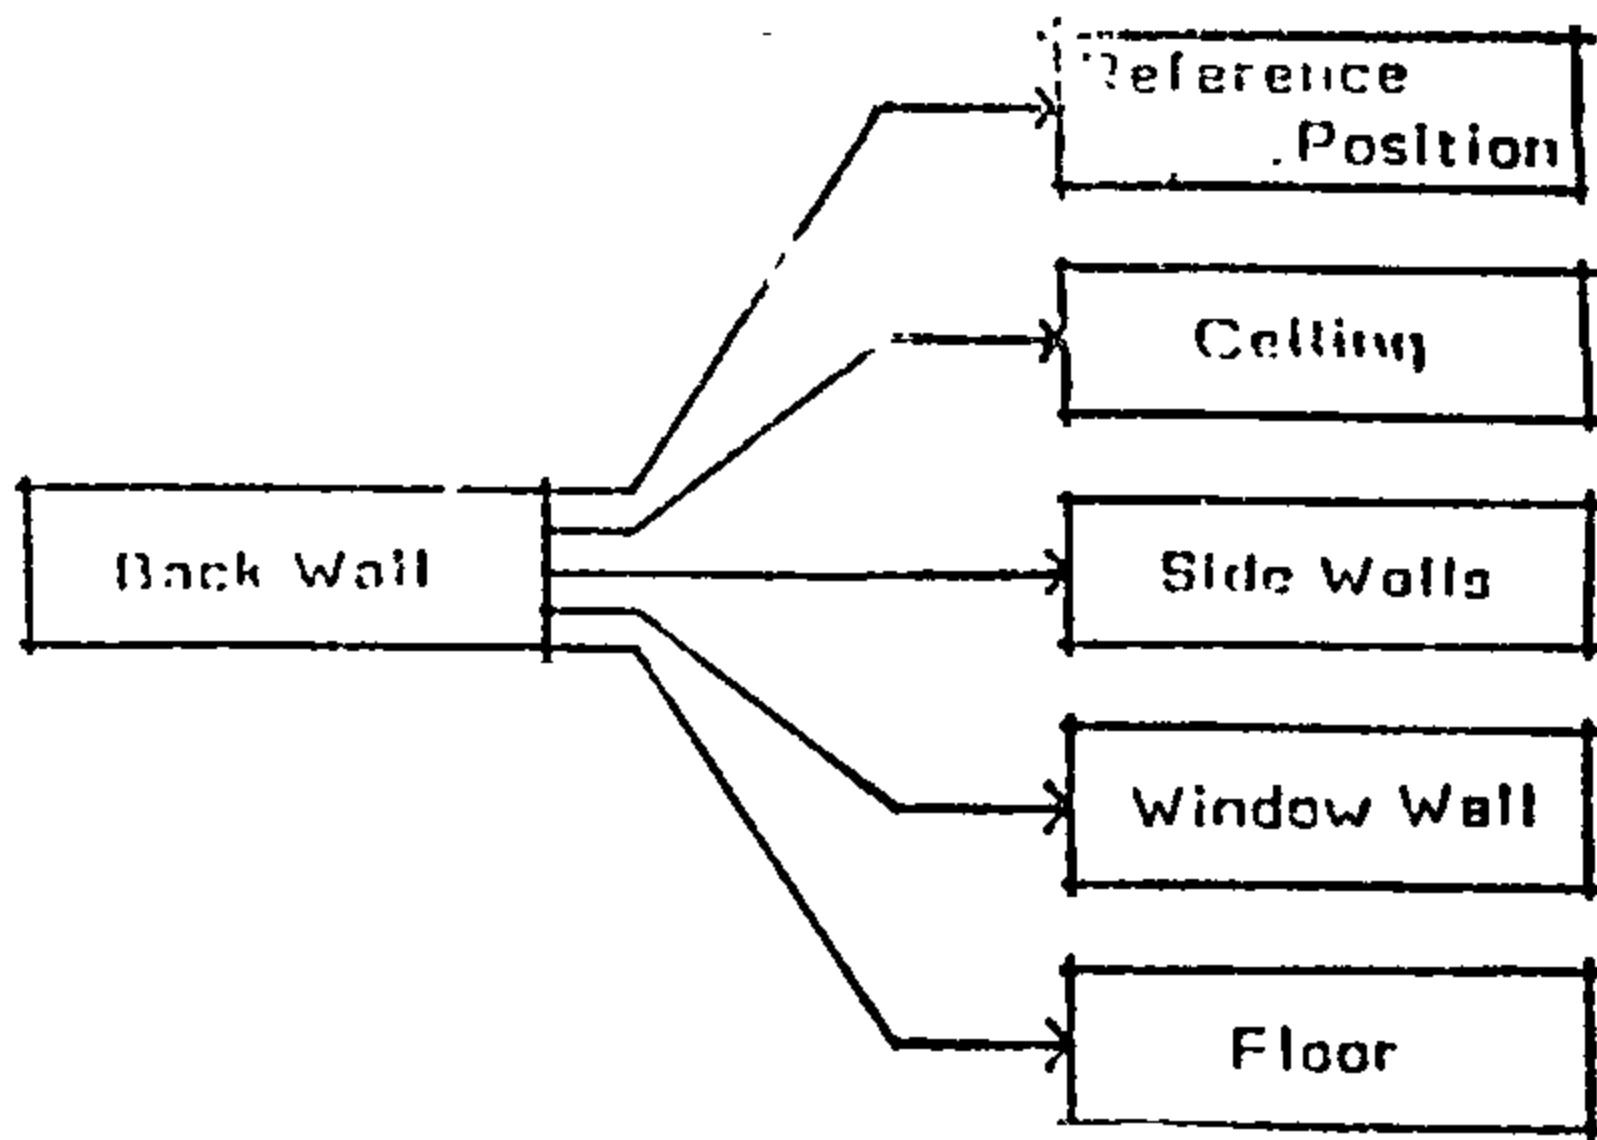 Reference
Position
Ceiling
Back Wall
Side Walls
Window Wall
Floor